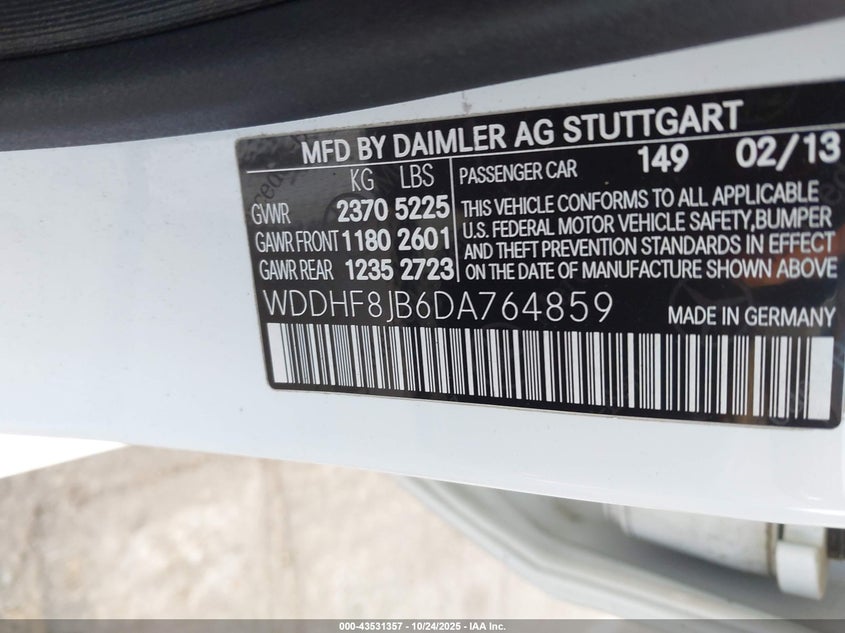 MFD BY DAIMLER AG STUTTGART
KG LBS
GVWR 2370 5225
GAWR FRONT 1180 2601
GAWR REAR 1235 2723
PASSENGER CAR 149 02/13
THIS VEHICLE CONFORMS TO ALL APPLICABLE
U.S. FEDERAL MOTOR VEHICLE SAFETY,BUMPER
AND THEFT PREVENTION STANDARDS IN EFFECT
ON THE DATE OF MANUFACTURE SHOWN ABOVE
WDDHF8JB6DA764859
MADE IN GERMANY
000-43531357 - 10/24/2025 - IAA Inc.